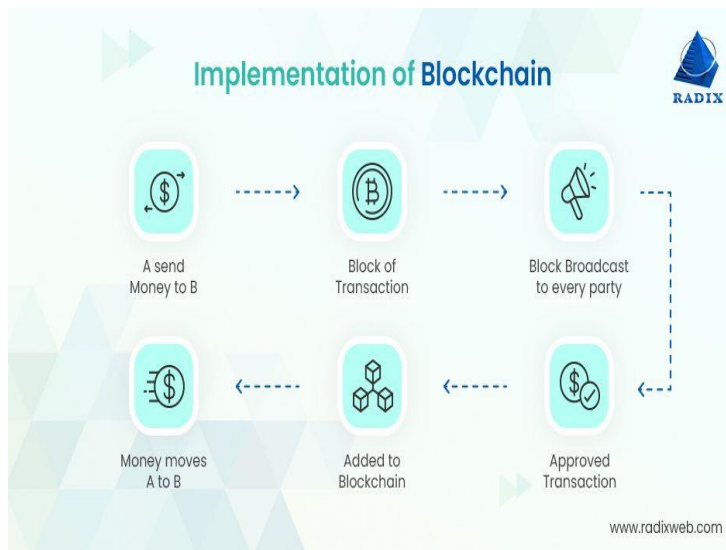 Implementation of Blockchain
RADIX
A send
Money to B
Block of
Transaction
Block Broadcast
to every party
Approved
Transaction
Added to
Blockchain
Money moves
A to B
www.radixweb.com